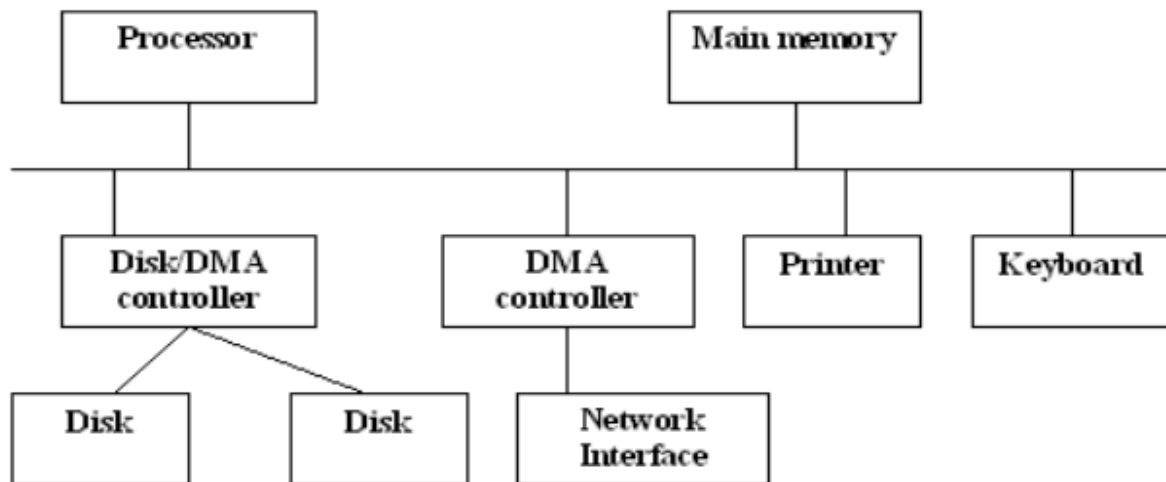 Processor
Main memory
Disk/DMA
controller
DMA
controller
Printer
Keyboard
Disk
Disk
Network
Interface